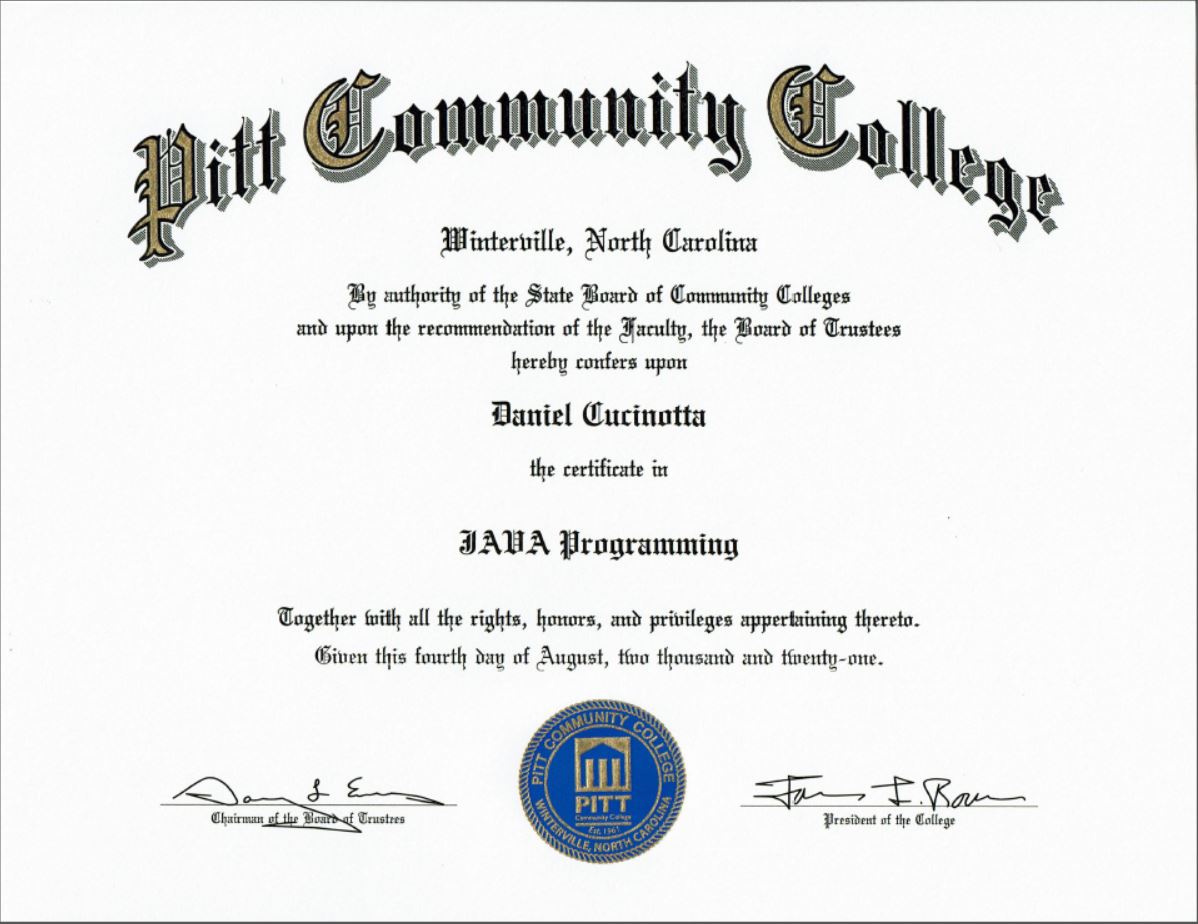 Pitt Community College
Winterville, North Carolina
By authority of the State Board of Community Colleges
and upon the recommendation of the Faculty, the Board of Trustees
hereby confers upon
Daniel Cucinotta
the certificate in
JAVA Programming
Together with all the rights, honors, and privileges appertaining thereto.
Given this fourth day of August, two thousand and twenty-one.
PITT COMMUNITY COLLEGE
PITT
Community College
Est. 1961
WINTERVILLE, NORTH CAROLINA
Chairman of the Board of Trustees
President of the College